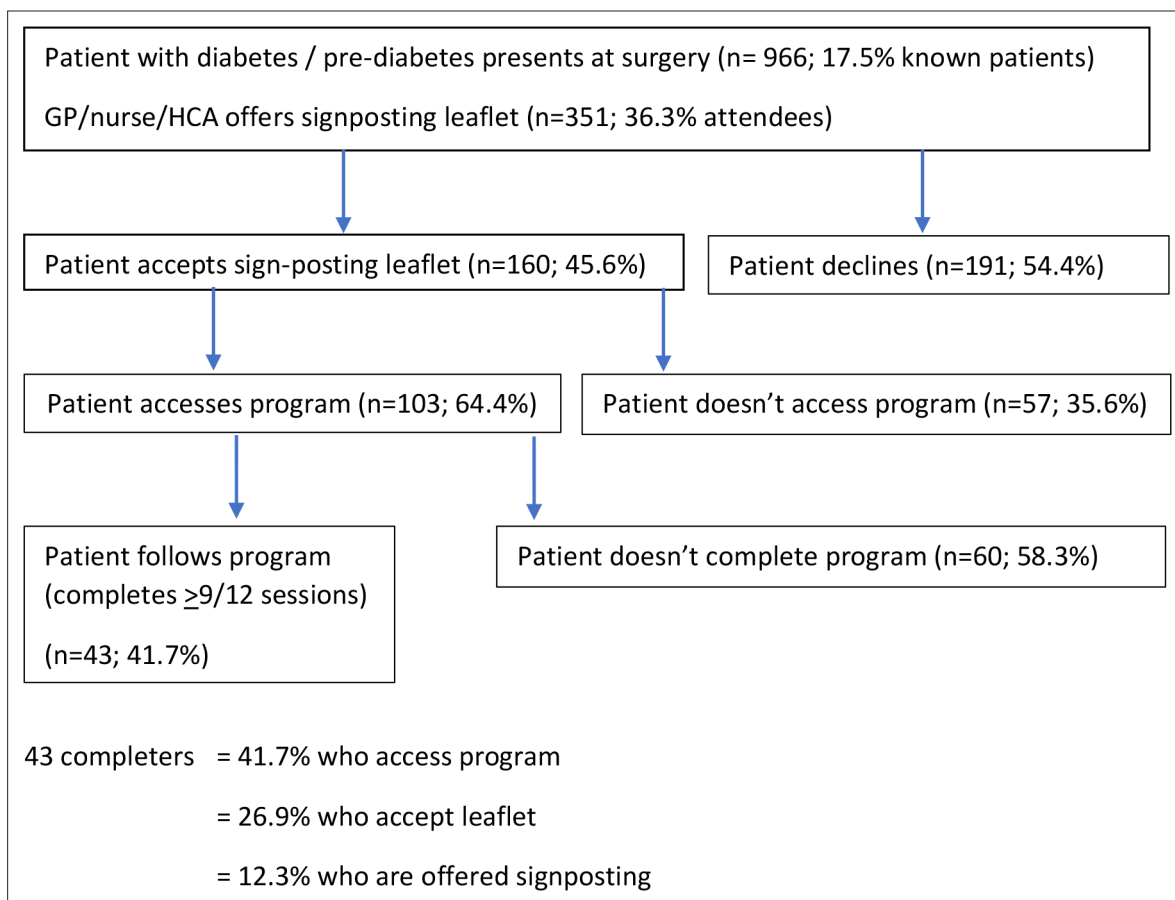 Patient with diabetes / pre-diabetes presents at surgery (n= 966; 17.5% known patients)
GP/nurse/HCA offers signposting leaflet (n=351; 36.3% attendees)
Patient accepts sign-posting leaflet (n=160; 45.6%)
Patient declines (n=191; 54.4%)
Patient accesses program (n=103; 64.4%)
Patient doesn’t access program (n=57; 35.6%)
Patient follows program
(completes ≥9/12 sessions)
(n=43; 41.7%)
Patient doesn’t complete program (n=60; 58.3%)
43 completers = 41.7% who access program
= 26.9% who accept leaflet
= 12.3% who are offered signposting